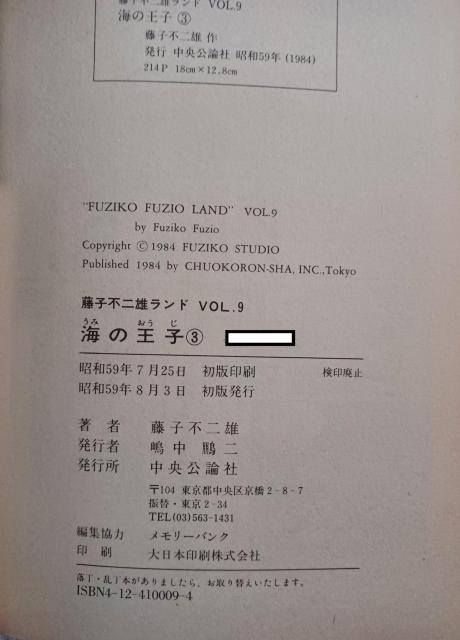 藤子不二雄ランド VOL.9
海の王子③
藤子不二雄 作
発行 中央公論社 昭和59年(1984)
214P 18cm×12.8cm
"FUZIKO FUZIO LAND" VOL.9
by Fuziko Fuzio
Copyright Ⓒ 1984 FUZIKO STUDIO
Published 1984 by CHUOKORON-SHA, INC.,Tokyo
藤子不二雄ランド VOL.9
うみ おう じ
海の王子③
昭和59年7月25日 初版印刷 検印廃止
昭和59年8月3日 初版発行
著者 藤子不二雄
発行者 嶋中鵬二
発行所 中央公論社
〒104 東京都中央区京橋2-8-7
振替・東京2-34
TEL(03)563-1431
編集協力 メモリーバンク
印刷 大日本印刷株式会社
落丁・乱丁本がありましたら、お取り替えいたします。
ISBN4-12-410009-4